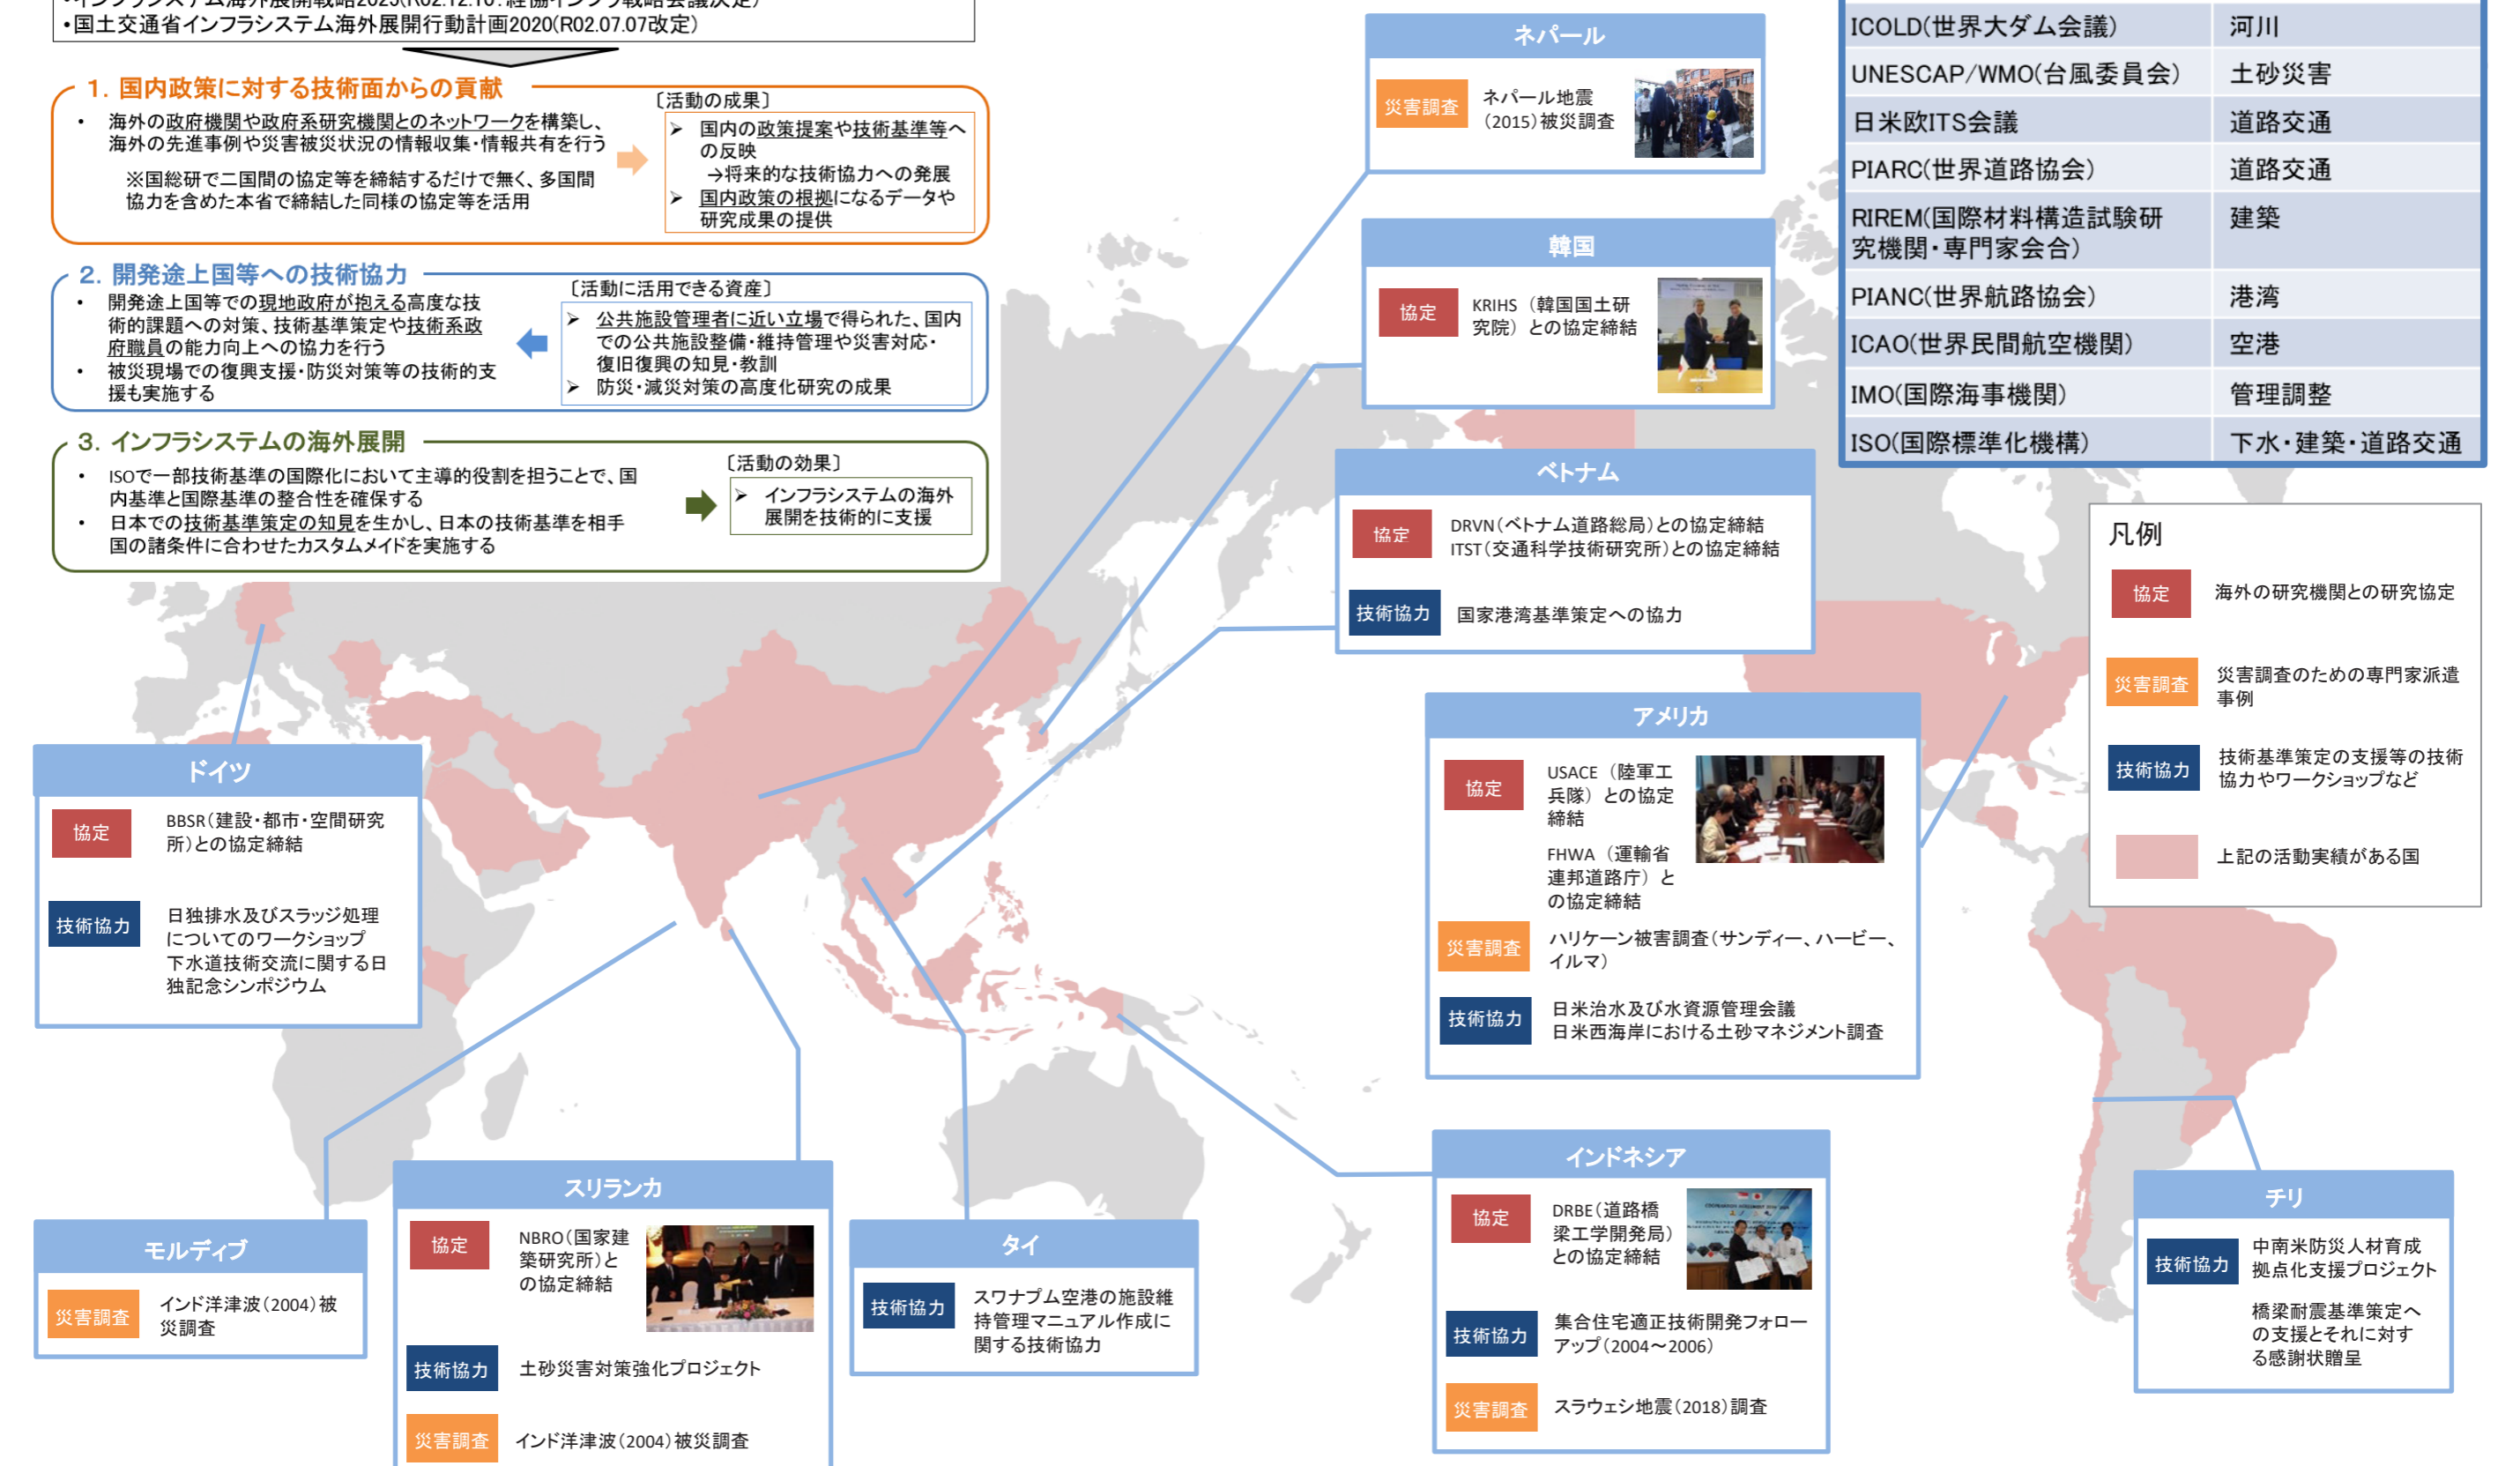 •インフラシステム海外展開戦略2025(R02.12.10:経協インフラ戦略会議決定)
•国土交通省インフラシステム海外展開行動計画2020(R02.07.07改定)
1. 国内政策に対する技術面からの貢献
• 海外の政府機関や政府系研究機関とのネットワークを構築し、
海外の先進事例や災害被災状況の情報収集・情報共有を行う
※国総研で二国間の協定等を締結するだけで無く、多国間
協力を含めた本省で締結した同様の協定等を活用
〔活動の成果〕
➢ 国内の政策提案や技術基準等へ
の反映
→将来的な技術協力への発展
➢ 国内政策の根拠になるデータや
研究成果の提供
2. 開発途上国等への技術協力
• 開発途上国等での現地政府が抱える高度な技
術的課題への対策、技術基準策定や技術系政
府職員の能力向上への協力を行う
• 被災現場での復興支援・防災対策等の技術的支
援も実施する
〔活動に活用できる資産〕
➢ 公共施設管理者に近い立場で得られた、国内
での公共施設整備・維持管理や災害対応・
復旧復興の知見・教訓
➢ 防災・減災対策の高度化研究の成果
3. インフラシステムの海外展開
• ISOで一部技術基準の国際化において主導的役割を担うことで、国
内基準と国際基準の整合性を確保する
• 日本での技術基準策定の知見を生かし、日本の技術基準を相手
国の諸条件に合わせたカスタムメイドを実施する
〔活動の効果〕
➢ インフラシステムの海外
展開を技術的に支援
ネパール
災害調査
ネパール地震
(2015)被災調査
韓国
協定
KRIHS (韓国国土研
究院) との協定締結
ベトナム
協定
DRVN(ベトナム道路総局)との協定締結
ITST(交通科学技術研究所)との協定締結
技術協力
国家港湾基準策定への協力
ICOLD(世界大ダム会議) 河川
UNESCAP/WMO(台風委員会) 土砂災害
日米欧ITS会議 道路交通
PIARC(世界道路協会) 道路交通
RIREM(国際材料構造試験研
究機関・専門家会合) 建築
PIANC(世界航路協会) 港湾
ICAO(世界民間航空機関) 空港
IMO(国際海事機関) 管理調整
ISO(国際標準化機構) 下水・建築・道路交通
凡例
協定 海外の研究機関との研究協定
災害調査 災害調査のための専門家派遣
事例
技術協力 技術基準策定の支援等の技術
協力やワークショップなど
上記の活動実績がある国
アメリカ
協定
USACE (陸軍工
兵隊) との協定
締結
FHWA (運輸省
連邦道路庁) と
の協定締結
災害調査
ハリケーン被害調査(サンディー、ハービー、
イルマ)
技術協力
日米治水及び水資源管理会議
日米西海岸における土砂マネジメント調査
ドイツ
協定
BBSR(建設・都市・空間研究
所)との協定締結
技術協力
日独排水及びスラッジ処理
についてのワークショップ
下水道技術交流に関する日
独記念シンポジウム
モルディブ
災害調査
インド洋津波(2004)被
災調査
スリランカ
協定
NBRO(国家建
築研究所)と
の協定締結
技術協力
土砂災害対策強化プロジェクト
災害調査
インド洋津波(2004)被災調査
タイ
技術協力
スワナプム空港の施設維
持管理マニュアル作成に
関する技術協力
インドネシア
協定
DRBE(道路橋
梁工学開発局)
との協定締結
技術協力
集合住宅適正技術開発フォロー
アップ(2004～2006)
災害調査
スラウェシ地震(2018)調査
チリ
技術協力
中南米防災人材育成
拠点化支援プロジェクト
橋梁耐震基準策定へ
の支援とそれに対す
る感謝状贈呈